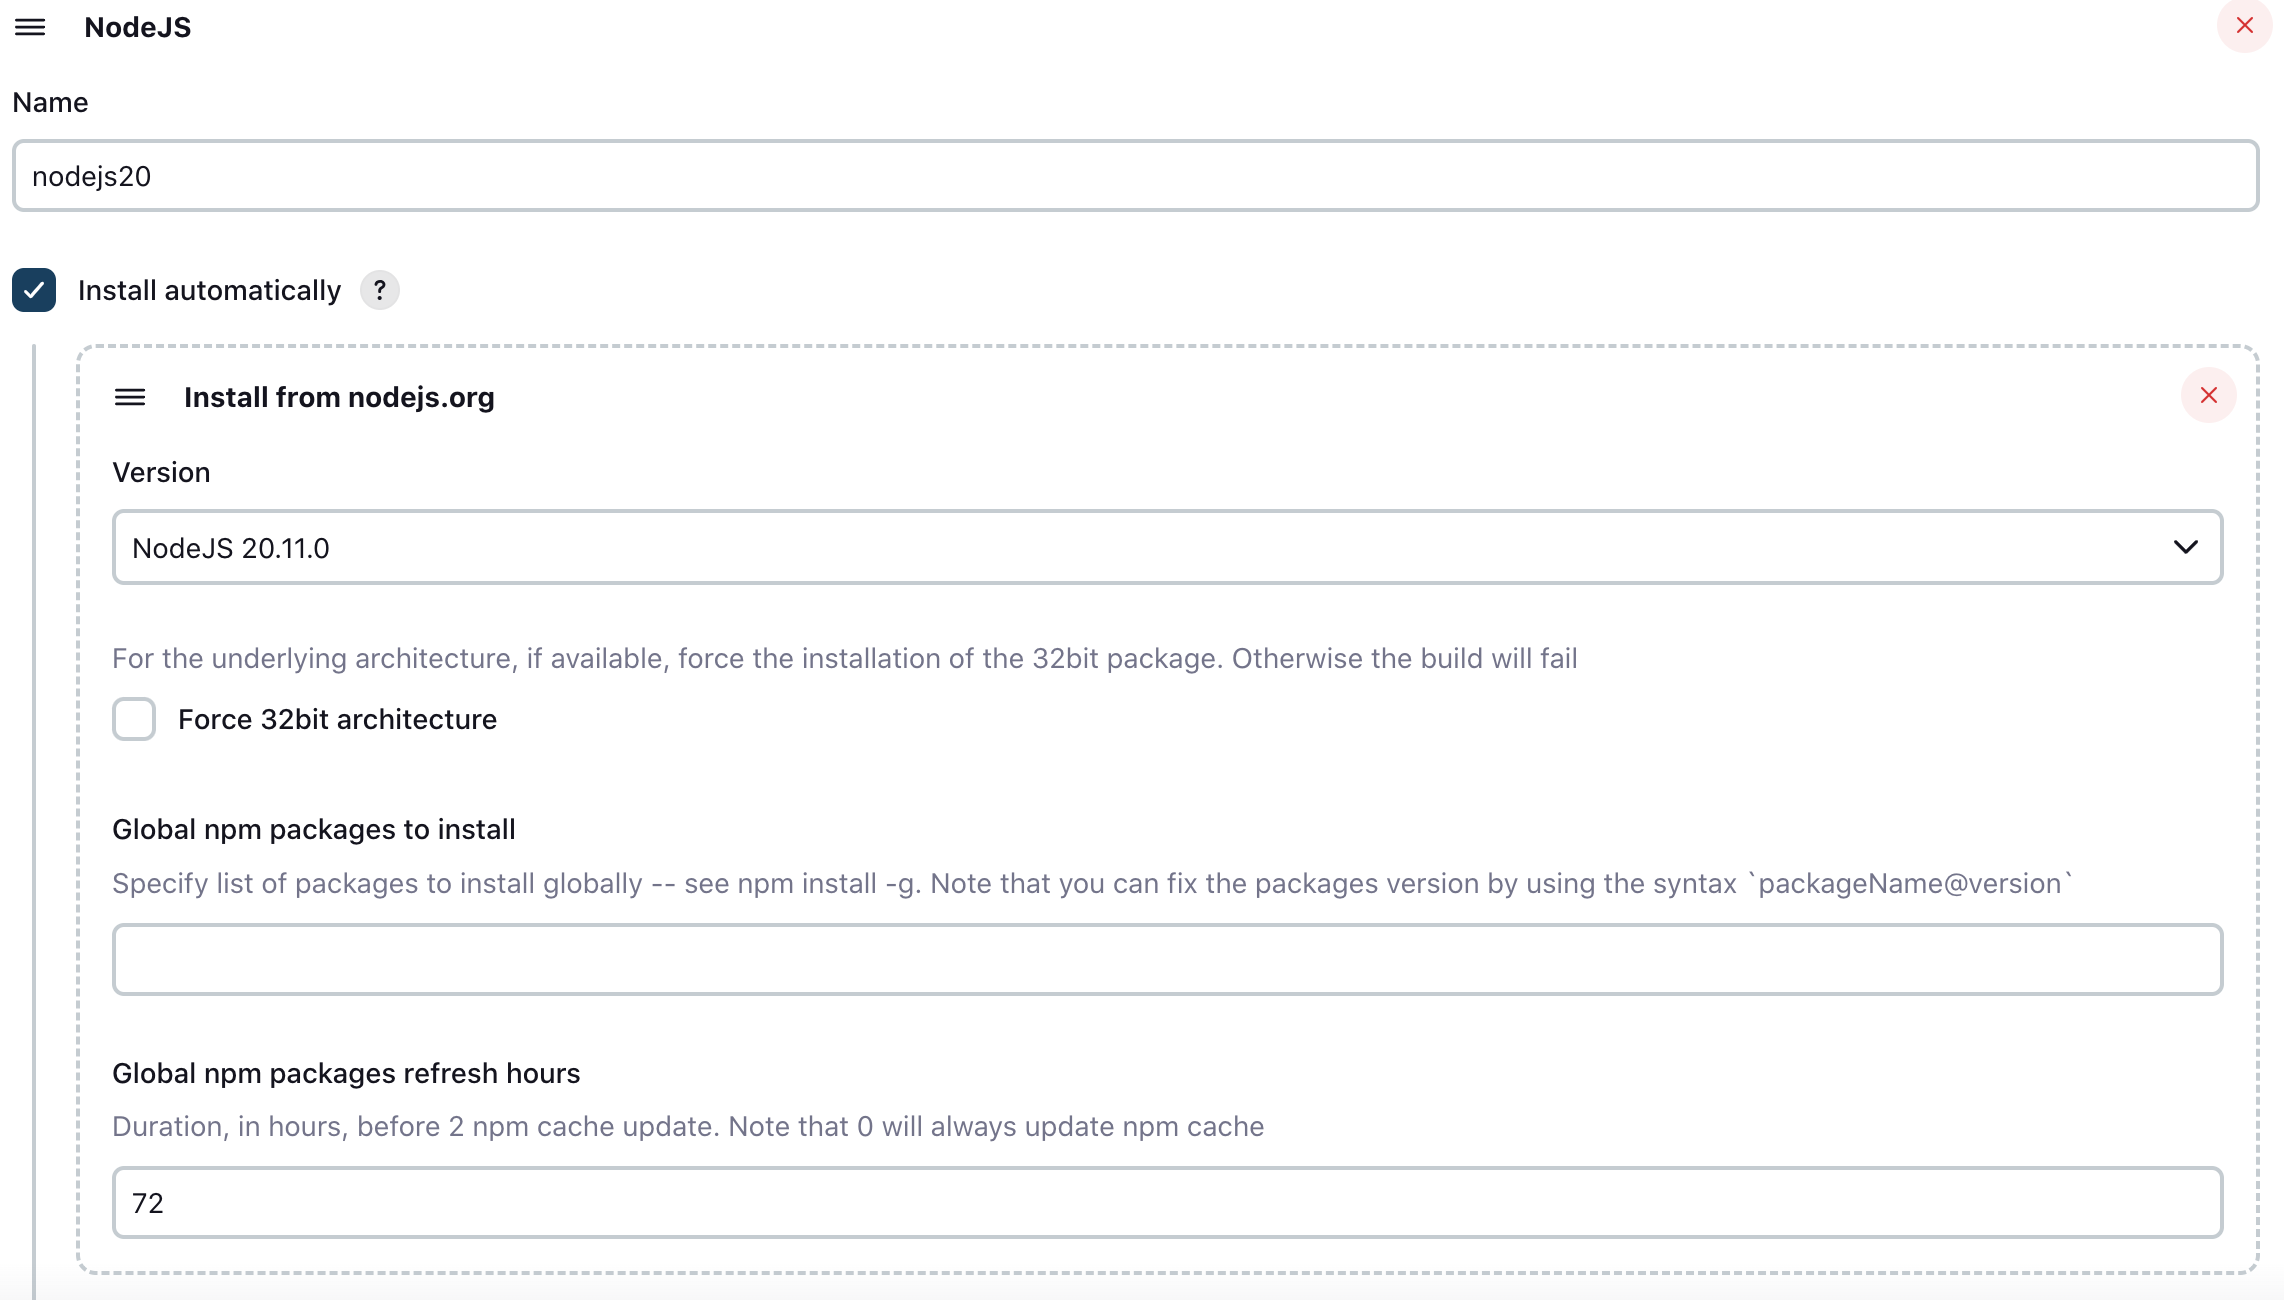 NodeJS
Name
nodejs20
Install automatically ?
Install from nodejs.org
Version
NodeJS 20.11.0
For the underlying architecture, if available, force the installation of the 32bit package. Otherwise the build will fail
Force 32bit architecture
Global npm packages to install
Specify list of packages to install globally -- see npm install -g. Note that you can fix the packages version by using the syntax `packageName@version`
Global npm packages refresh hours
Duration, in hours, before 2 npm cache update. Note that 0 will always update npm cache
72